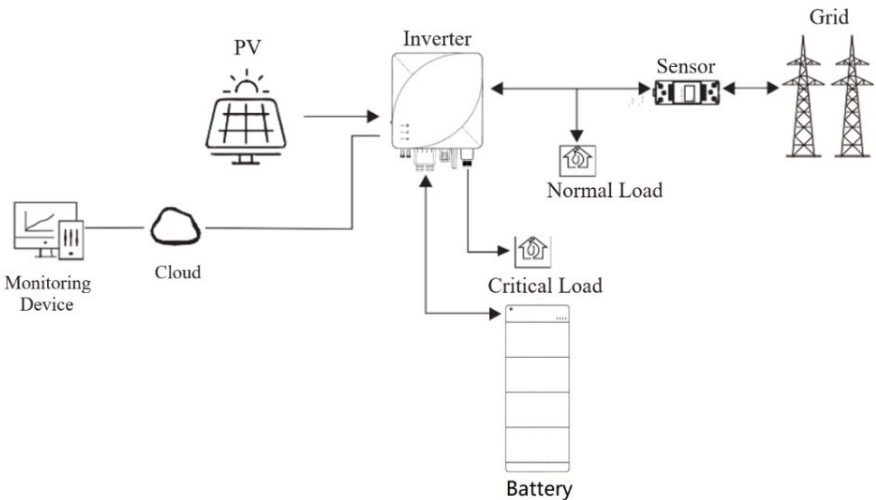 Grid
Inverter
PV
Sensor
Normal Load
Cloud
Monitoring
Device
Critical Load
Battery